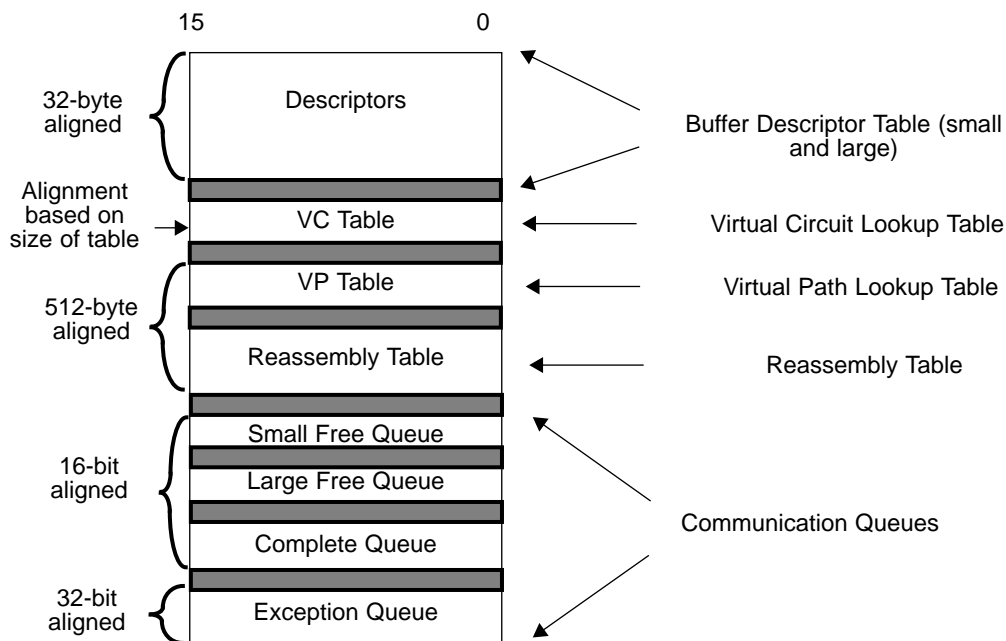 15 0
32-byte
aligned
Descriptors
Buffer Descriptor Table (small
and large)
Alignment
based on
size of table
VC Table
Virtual Circuit Lookup Table
512-byte
aligned
VP Table
Virtual Path Lookup Table
Reassembly Table
Reassembly Table
16-bit
aligned
Small Free Queue
Large Free Queue
Complete Queue
Communication Queues
32-bit
aligned
Exception Queue